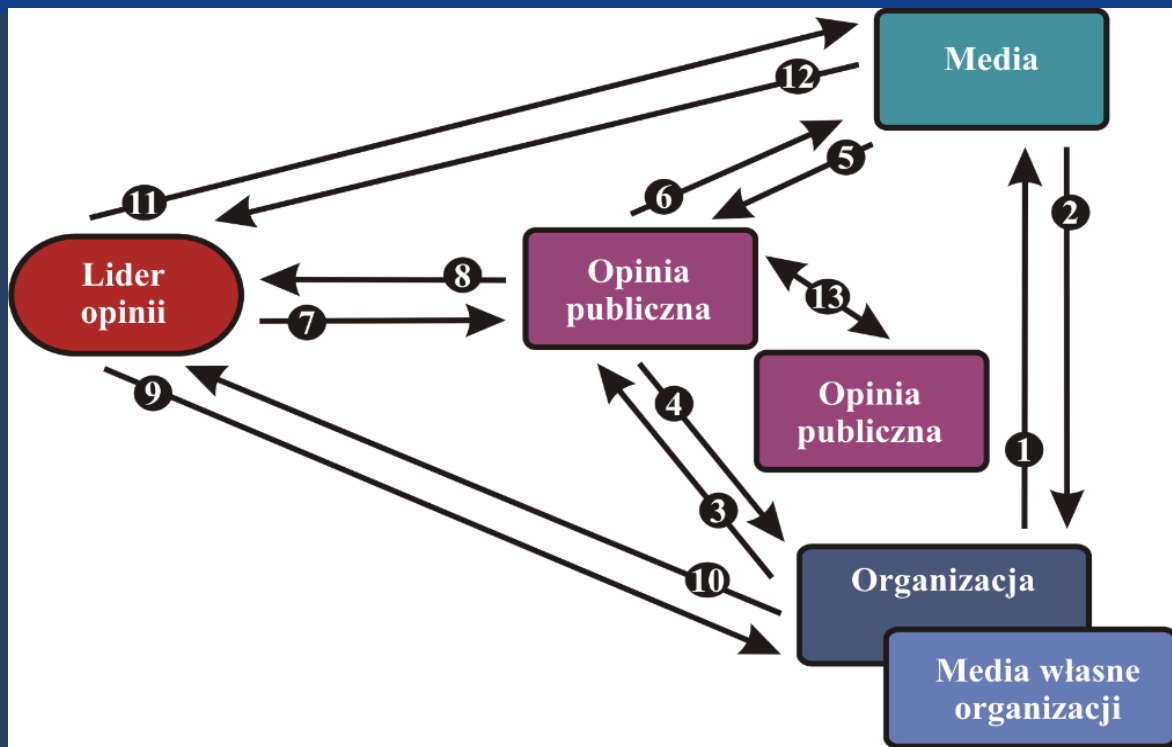 Media
12
11
6
5
2
Lider
opinii
8
7
Opinia
publiczna
13
9
4
Opinia
publiczna
1
3
10
Organizacja
Media własne
organizacji